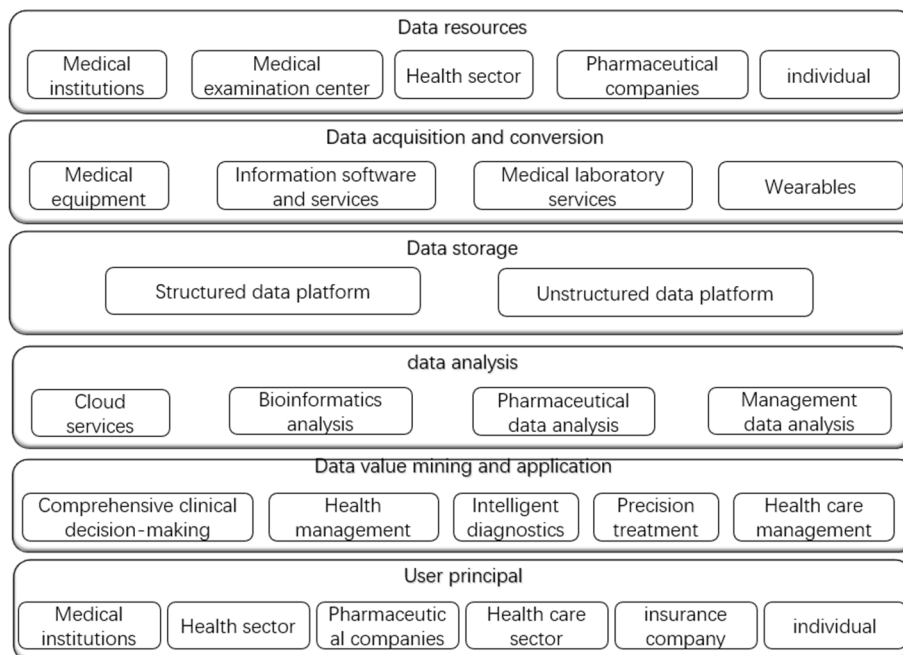 Data resources
Medical
institutions
Medical
examination center
Health sector
Pharmaceutical
companies
individual
Data acquisition and conversion
Medical
equipment
Information software
and services
Medical laboratory
services
Wearables
Data storage
Structured data platform
Unstructured data platform
data analysis
Cloud
services
Bioinformatics
analysis
Pharmaceutical
data analysis
Management
data analysis
Data value mining and application
Comprehensive clinical
decision-making
Health
management
Intelligent
diagnostics
Precision
treatment
Health care
management
User principal
Medical
institutions
Health sector
Pharmaceutic
al companies
Health care
sector
insurance
company
individual